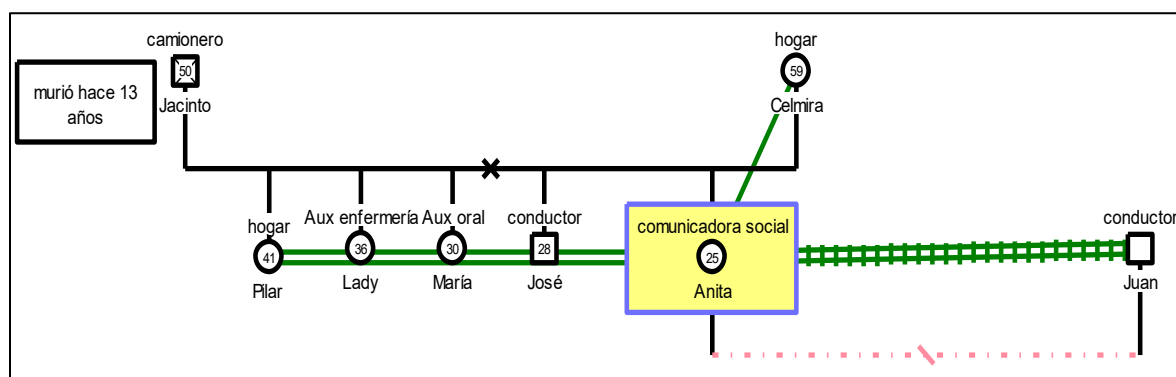 camionero
hogar
50
59
murió hace 13
años
Jacinto
Celmira
hogar
Aux enfermería
Aux oral
conductor
comunicadora social
conductor
41
36
30
28
25
Pilar
Lady
María
José
Anita
Juan